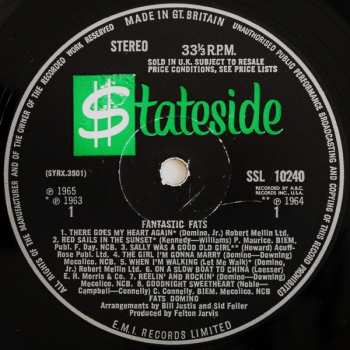 MADE IN GT. BRITAIN
ALL RIGHTS OF THE MANUFACTURER AND OF THE OWNER OF THE RECORDED WORK RESERVED
UNAUTHORISED PUBLIC PERFORMANCE BROADCASTING AND COPYING OF THIS RECORD PROHIBITED
STEREO 33⅓ R.P.M.
SOLD IN U.K. SUBJECT TO RESALE
PRICE CONDITIONS, SEE PRICE LISTS
$tateside
(SYRX.3501)
SSL 10240
RECORDED BY A.B.C.
RECORDS INC., U.S.A.
℗ 1965
* ℗ 1963
** ℗ 1964
1
1
FANTASTIC FATS
1. THERE GOES MY HEART AGAIN* (Domino, Jr.) Robert Mellin Ltd.
2. RED SAILS IN THE SUNSET* (Kennedy—Williams) P. Maurice, BIEM.
3. SALLY WAS A GOOD OLD GIRL** (Howard) Acuff-
Rose Publ. Ltd. 4. THE GIRL I'M GONNA MARRY (Domino—Downing)
Mecolico. NCB. 5. WHEN I'M WALKING (Let Me Walk)* (Domino,
Jr.) Robert Mellin Ltd. 6. ON A SLOW BOAT TO CHINA (Loesser)
E. H. Morris & C. 7. REELIN' AND ROCKIN' (Domino—Downing)
Mecolico. NCB 8. GOODNIGHT SWEETHEART (Noble—
Campbell—Connelly) C. Connelly. BIEM. NCB
FATS DOMINO
Arrangements by Bill Justis and Sid Feller
Produced by Felton Jarvis
E.M.I. RECORDS LIMITED